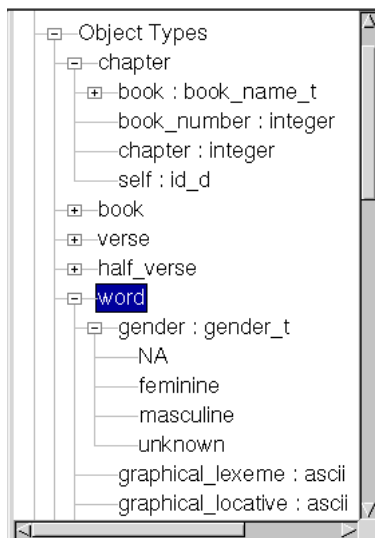 Object Types
chapter
book : book_name_t
book_number : integer
chapter : integer
self : id_d
book
verse
half_verse
word
gender : gender_t
NA
feminine
masculine
unknown
graphical_lexeme : ascii
graphical_locative : ascii